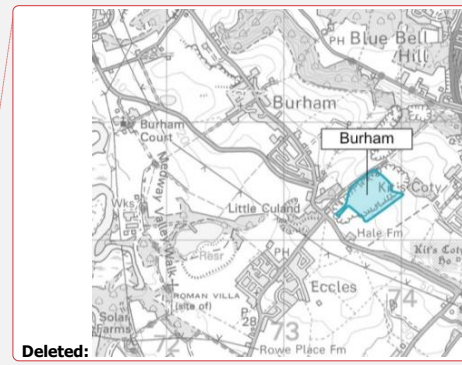 PH Blue Bell
Hill
Burham
Burham
Court
Burham
Medway Valley Walk
Kit's Coty
Wks
Little Culand
Hale Fm
Resr
PH
Kit's Coty
Ho
ROMAN VILLA
(site of)
Eccles
74
P
28
Solar
Farms
73
72
Rowe Place Fm
Deleted: